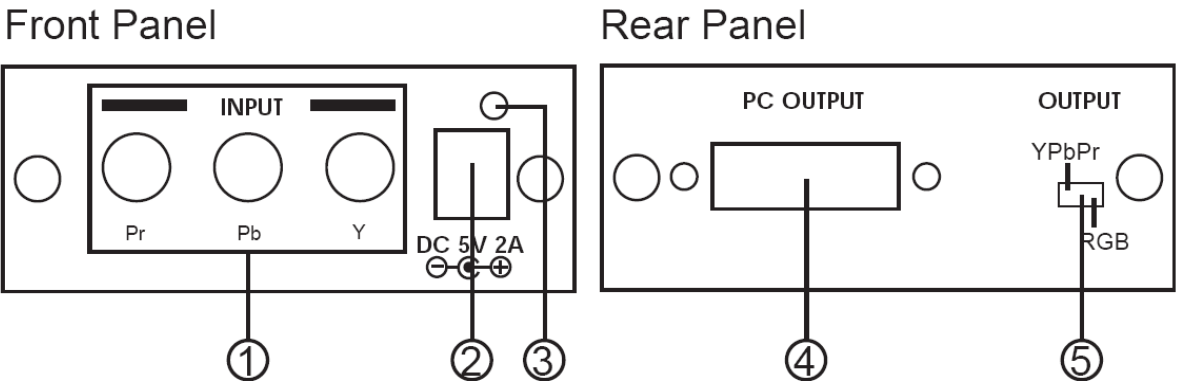 Front Panel
INPUT
Pr Pb Y
DC 5V 2A
1 2 3
Rear Panel
PC OUTPUT
OUTPUT
YPbPr
RGB
4 5